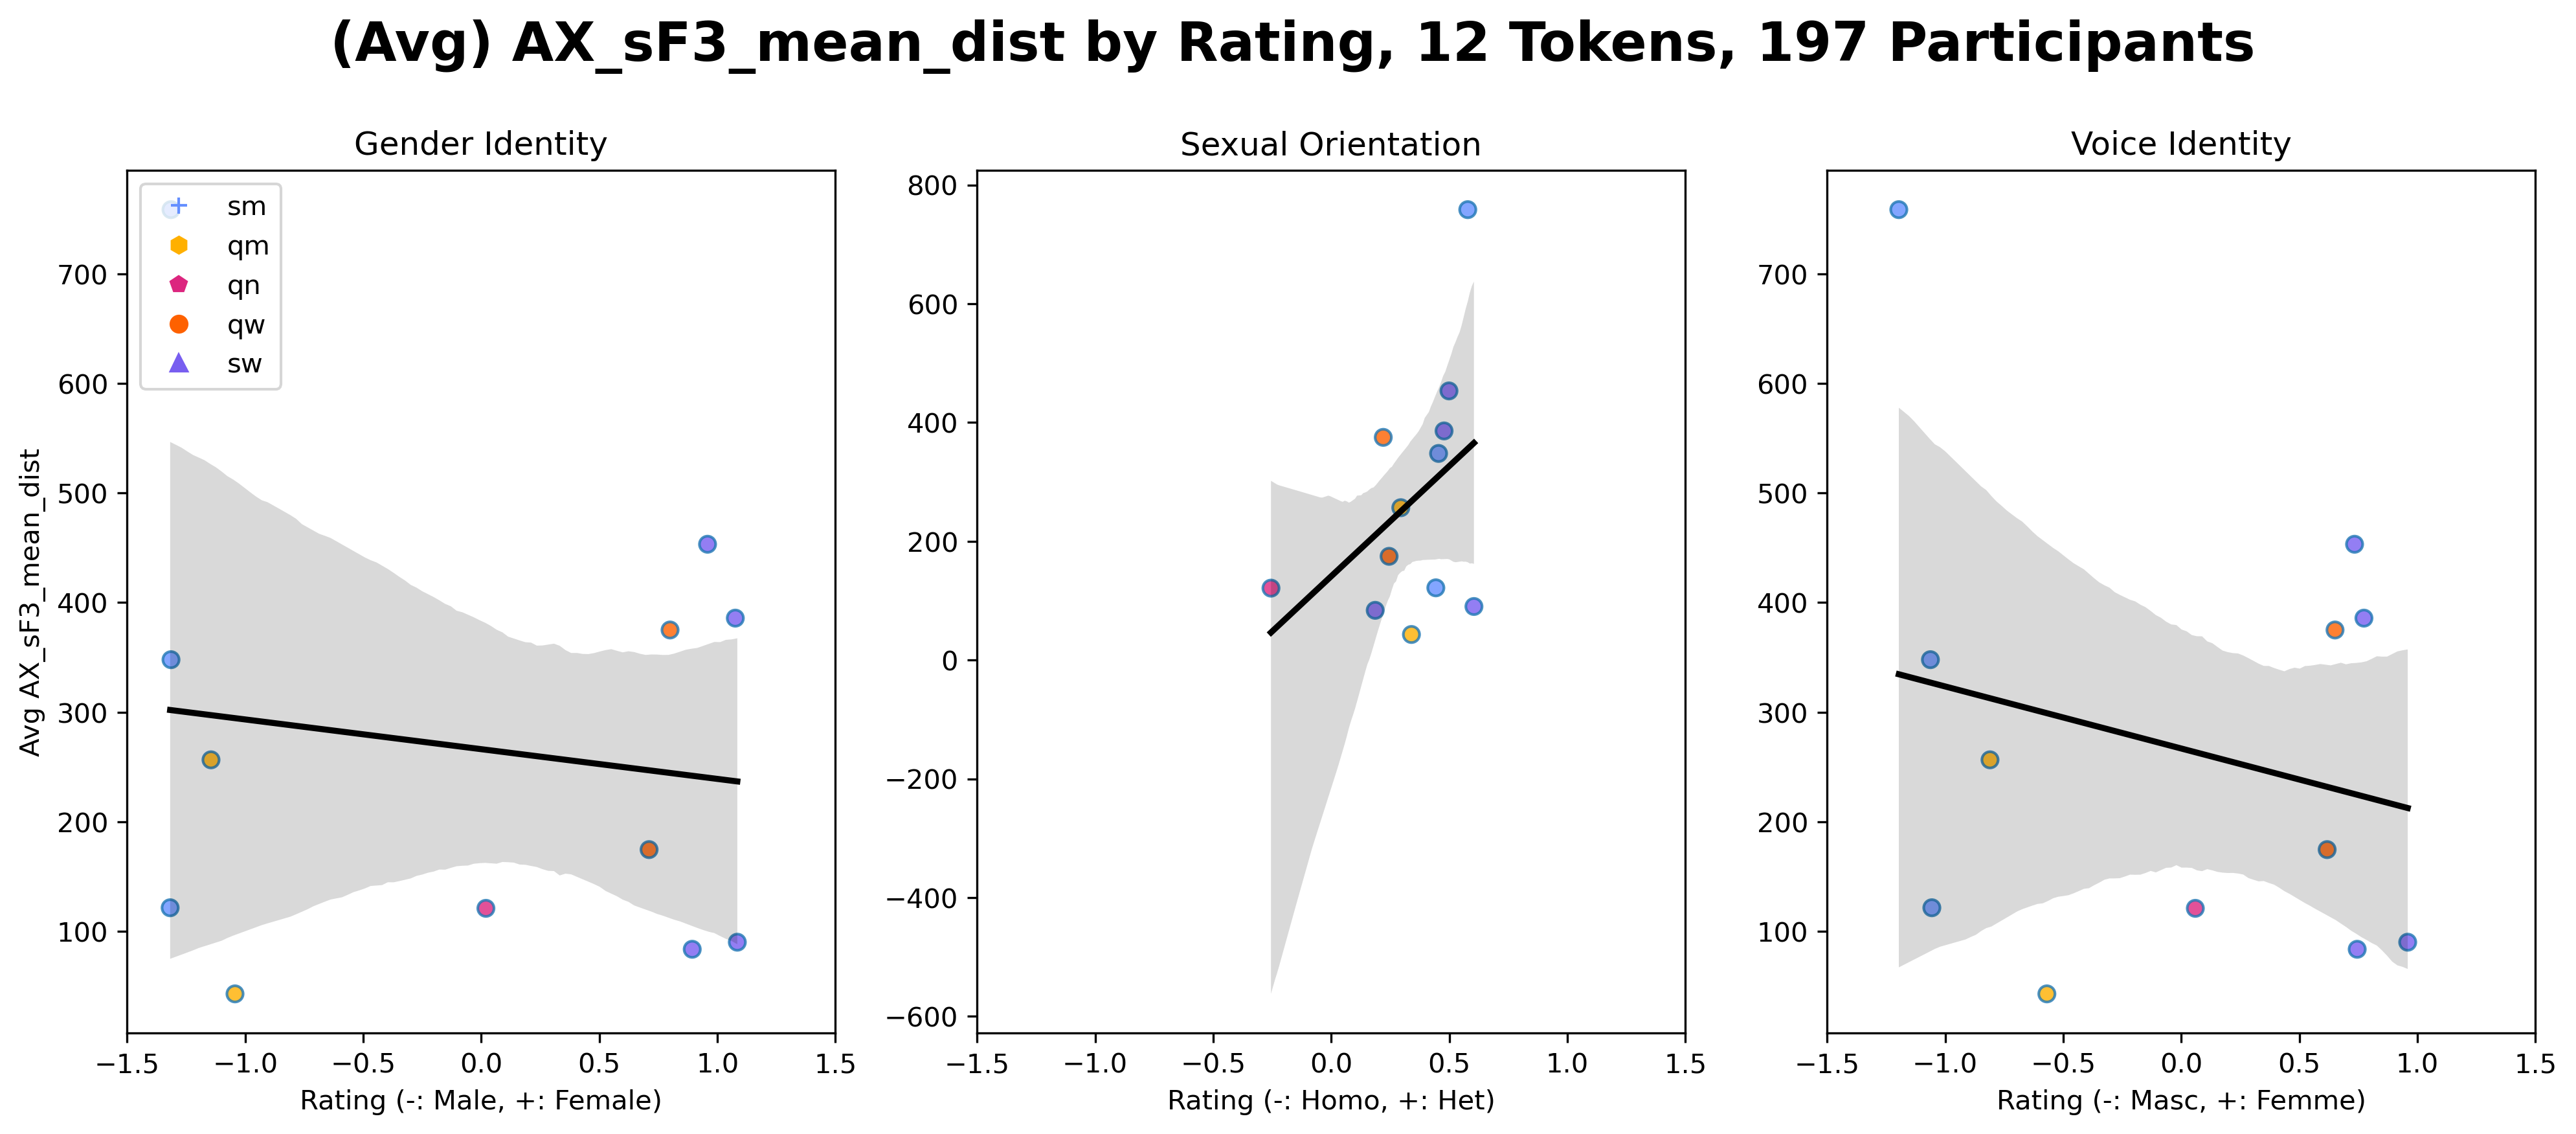 (Avg) AX_sF3_mean_dist by Rating, 12 Tokens, 197 Participants
Gender Identity
sm
qm
qn
qw
sw
700
600
500
400
300
200
100
Avg AX_sF3_mean_dist
−1.5 −1.0 −0.5 0.0 0.5 1.0 1.5
Rating (-: Male, +: Female)
Sexual Orientation
800
600
400
200
0
−200
−400
−600
−1.5 −1.0 −0.5 0.0 0.5 1.0 1.5
Rating (-: Homo, +: Het)
Voice Identity
700
600
500
400
300
200
100
−1.5 −1.0 −0.5 0.0 0.5 1.0 1.5
Rating (-: Masc, +: Femme)